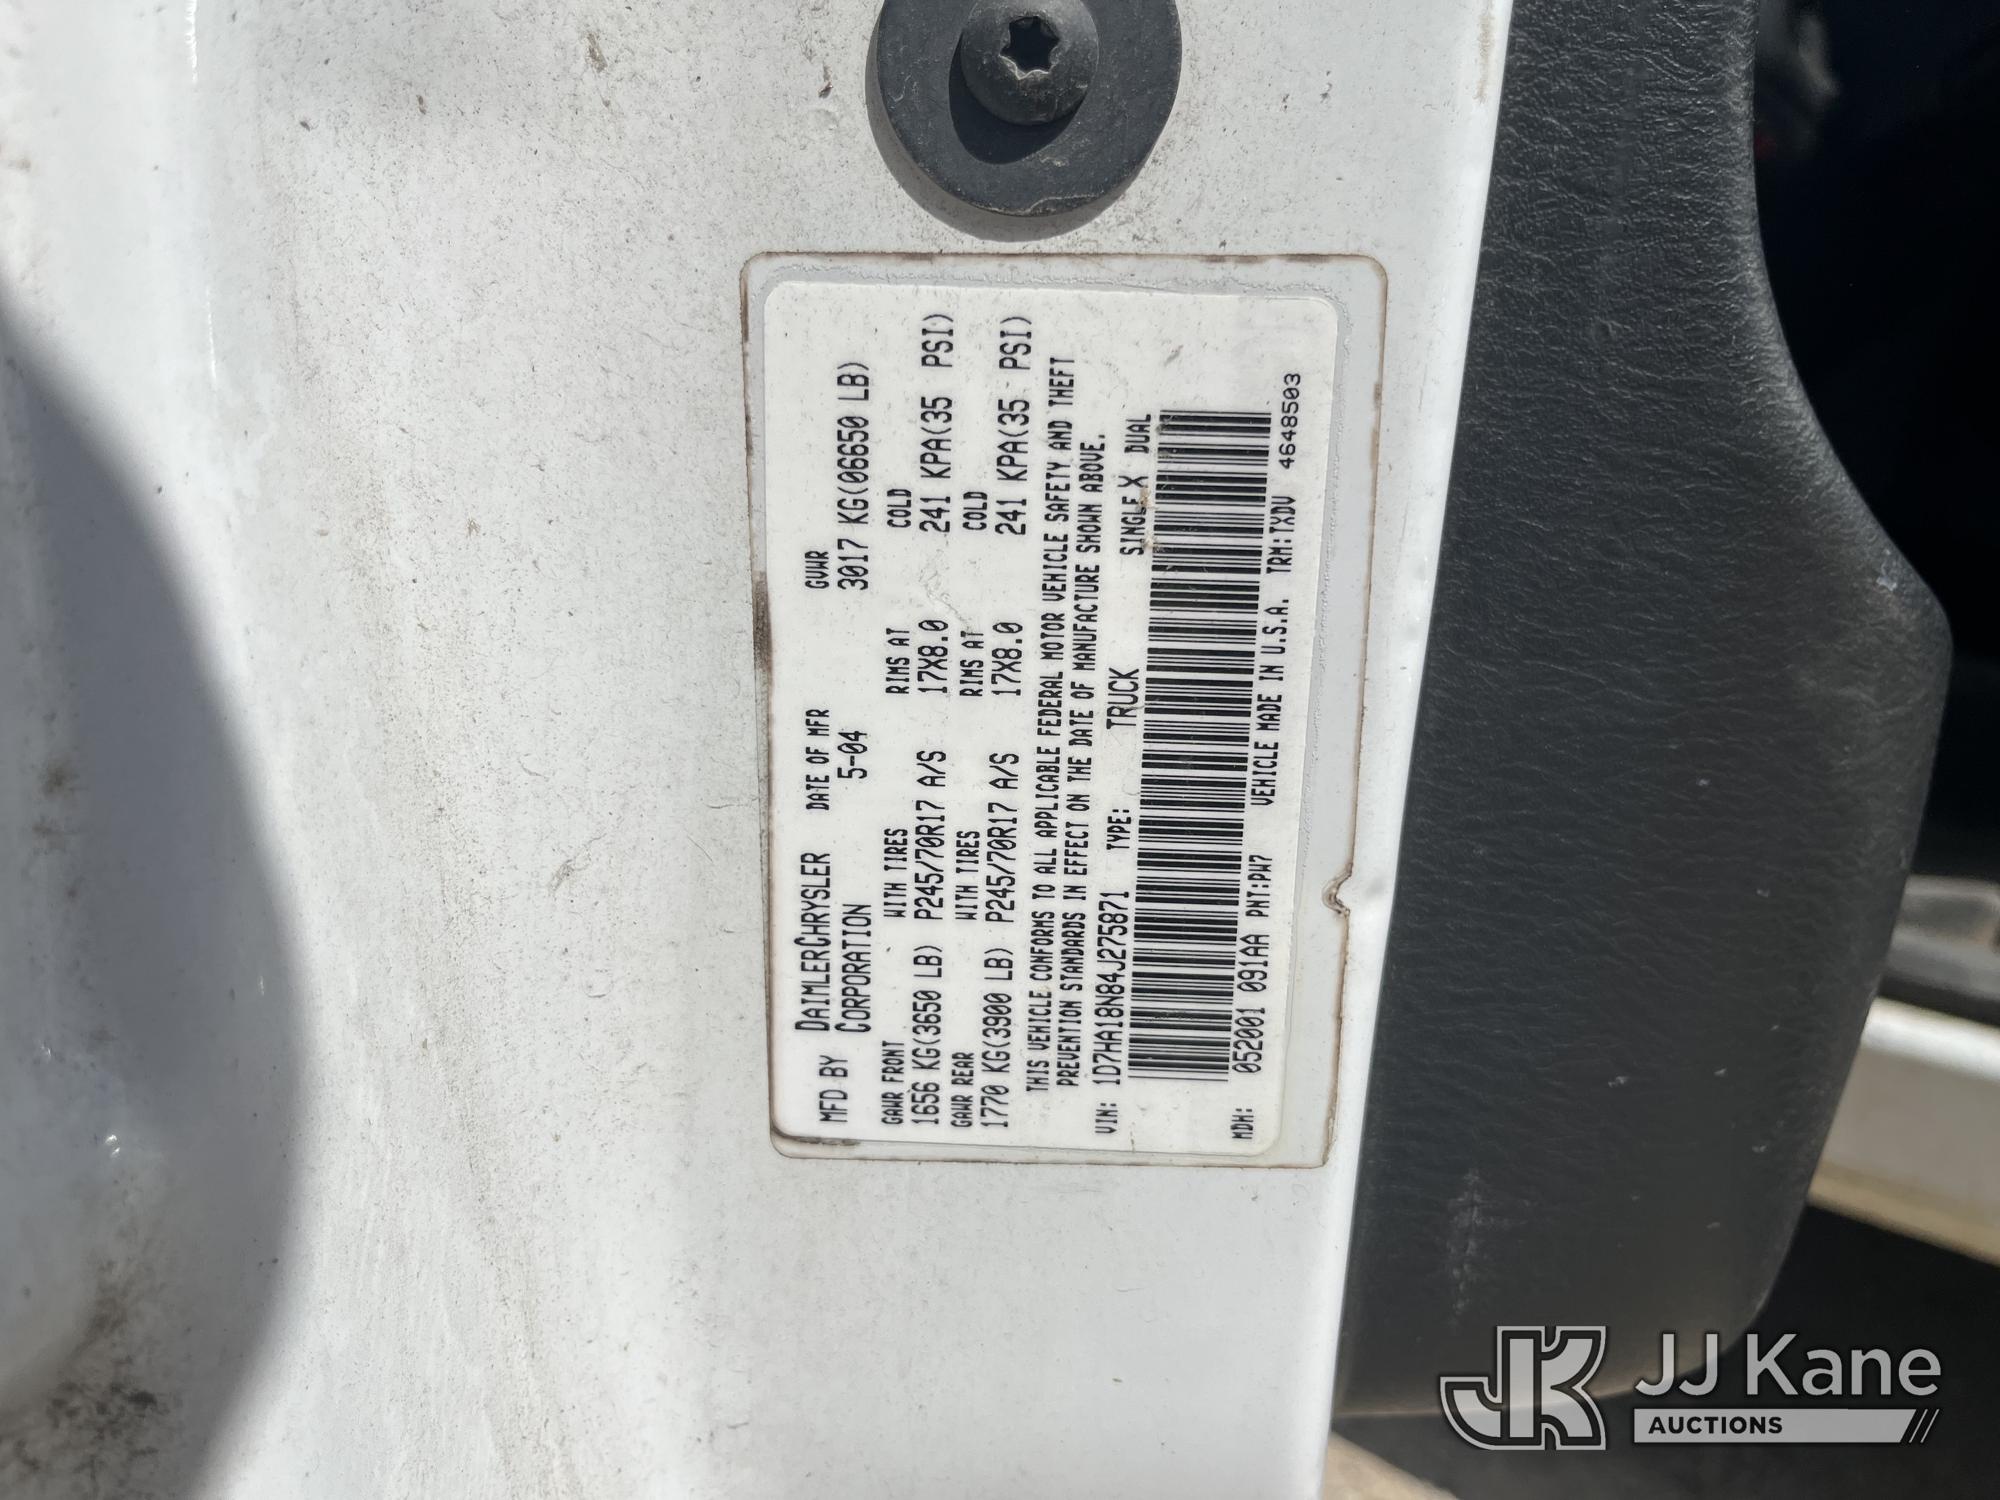 MFD BY DAIMLERCHRYSLER CORPORATION DATE OF MFR 5-04 GVWR 3017 KG(06650 LB)
GAWR FRONT WITH TIRES RIMS AT COLD
1656 KG(3650 LB) P245/70R17 A/S 17X8.0 241 KPA(35 PSI)
GAWR REAR WITH TIRES RIMS AT COLD
1770 KG(3900 LB) P245/70R17 A/S 17X8.0 241 KPA(35 PSI)
THIS VEHICLE CONFORMS TO ALL APPLICABLE FEDERAL MOTOR VEHICLE SAFETY AND THEFT
PREVENTION STANDARDS IN EFFECT ON THE DATE OF MANUFACTURE SHOWN ABOVE.
VIN: 1D7HA18N84J275871 TYPE: TRUCK SINGLE X DUAL
MDH: 052001 091AA PNT:PW7 VEHICLE MADE IN U.S.A. TRM:TXDV 4648503
JK JJ Kane
AUCTIONS